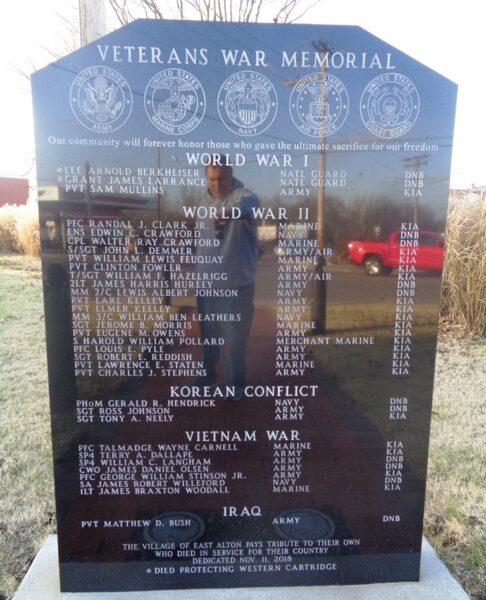 VETERANS WAR MEMORIAL
UNITED STATES ARMY
UNITED STATES MARINE CORPS
UNITED STATES NAVY
UNITED STATES AIR FORCE
UNITED STATES COAST GUARD
Our community will forever honor those who gave the ultimate sacrifice for our freedom
WORLD WAR I
*LEE ARNOLD BERKHEISER NATL GUARD DNB
*GRANT JAMES LARRANCE NATL GUARD DNB
PVT SAM MULLINS ARMY DNB
WORLD WAR II
PFC RANDAL J. CLARK JR. MARINE KIA
ENS EDWIN C. CRAWFORD NAVY DNB
CPL WALTER RAY CRAWFORD MARINE DNB
S/SGT JOHN L. DEMMER ARMY/AIR KIA
PVT WILLIAM LEWIS FEUQUAY MARINE KIA
PVT CLINTON FOWLER ARMY KIA
T/SGT WILLIAM F. HAZELRIGG ARMY/AIR KIA
2LT JAMES HARRIS HURLEY ARMY DNB
MM 2/C LEWIS ALBERT JOHNSON NAVY DNB
PVT EARL KELLEY ARMY KIA
PVT ELMER KELLEY ARMY KIA
MM 3/C WILLIAM BEN LEATHERS NAVY KIA
SGT JEROME B. MORRIS MARINE KIA
PVT EUGENE M. OWENS ARMY KIA
S HAROLD WILLIAM POLLARD MERCHANT MARINE KIA
PFC LOUIS E. PYLE ARMY KIA
SGT ROBERT E. REDDISH ARMY KIA
PVT LAWRENCE E. STATEN MARINE KIA
PVT CHARLES J. STEPHENS ARMY KIA
KOREAN CONFLICT
PHoM GERALD R. HENDRICK NAVY DNB
SGT ROSS JOHNSON ARMY DNB
SGT TONY A. NEELY ARMY KIA
VIETNAM WAR
PFC TALMADGE WAYNE CARNELL MARINE KIA
SP4 TERRY A. DALLAPE ARMY KIA
SP4 WILLIAM C. LANGHAM ARMY DNB
CWO JAMES DANIEL OLSEN ARMY DNB
PFC GEORGE WILLIAM STINSON JR. ARMY KIA
SA JAMES ROBERT WILLEFORD NAVY DNB
1LT JAMES BRAXTON WOODALL MARINE KIA
IRAQ
PVT MATTHEW D. BUSH ARMY DNB
THE VILLAGE OF EAST ALTON PAYS TRIBUTE TO THEIR OWN
WHO DIED IN SERVICE FOR THEIR COUNTRY
DEDICATED NOV. 11, 2018
* DIED PROTECTING WESTERN CARTRIDGE